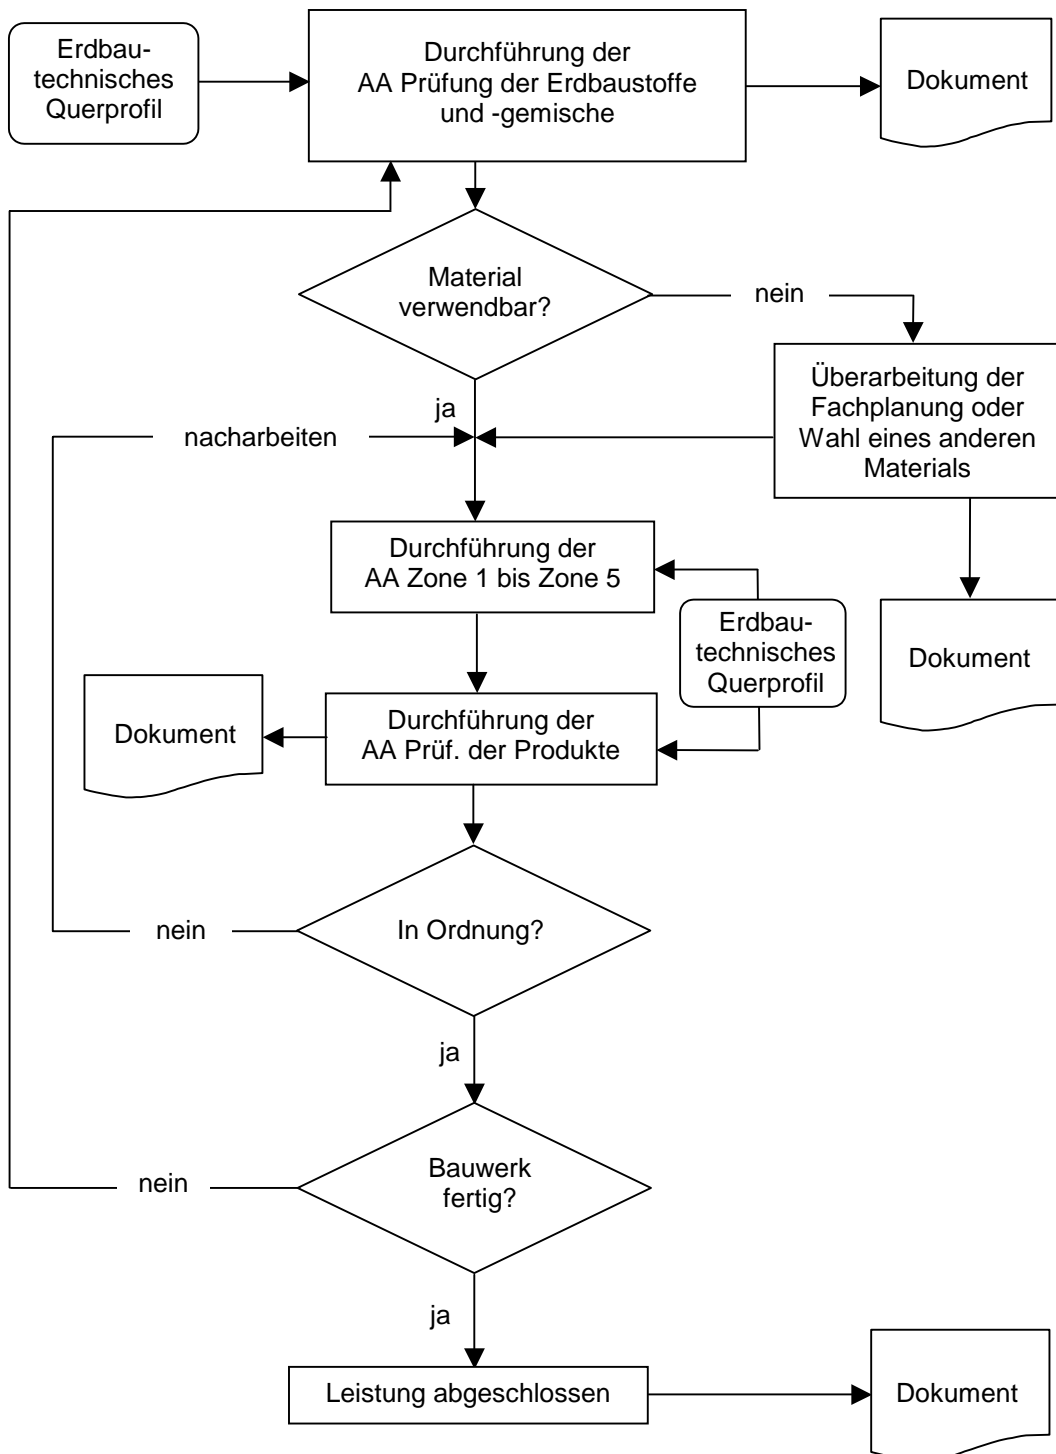 Erdbau-
technisches
Querprofil
Durchführung der
AA Prüfung der Erdbaustoffe
und -gemische
Dokument
Material
verwendbar?
nein
ja
Überarbeitung der
Fachplanung oder
Wahl eines anderen
Materials
nacharbeiten
Durchführung der
AA Zone 1 bis Zone 5
Erdbau-
technisches
Querprofil
Dokument
Durchführung der
AA Prüf. der Produkte
Dokument
In Ordnung?
nein
ja
Bauwerk
fertig?
nein
ja
Leistung abgeschlossen
Dokument